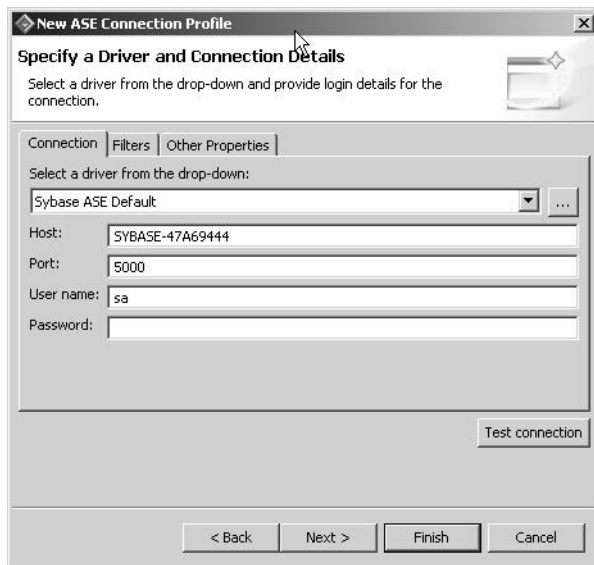 New ASE Connection Profile
Specify a Driver and Connection Details
Select a driver from the drop-down and provide login details for the
connection.
Connection Filters Other Properties
Select a driver from the drop-down:
Sybase ASE Default ...
Host: SYBASE-47A69444
Port: 5000
User name: sa
Password:
Test connection
< Back Next > Finish Cancel